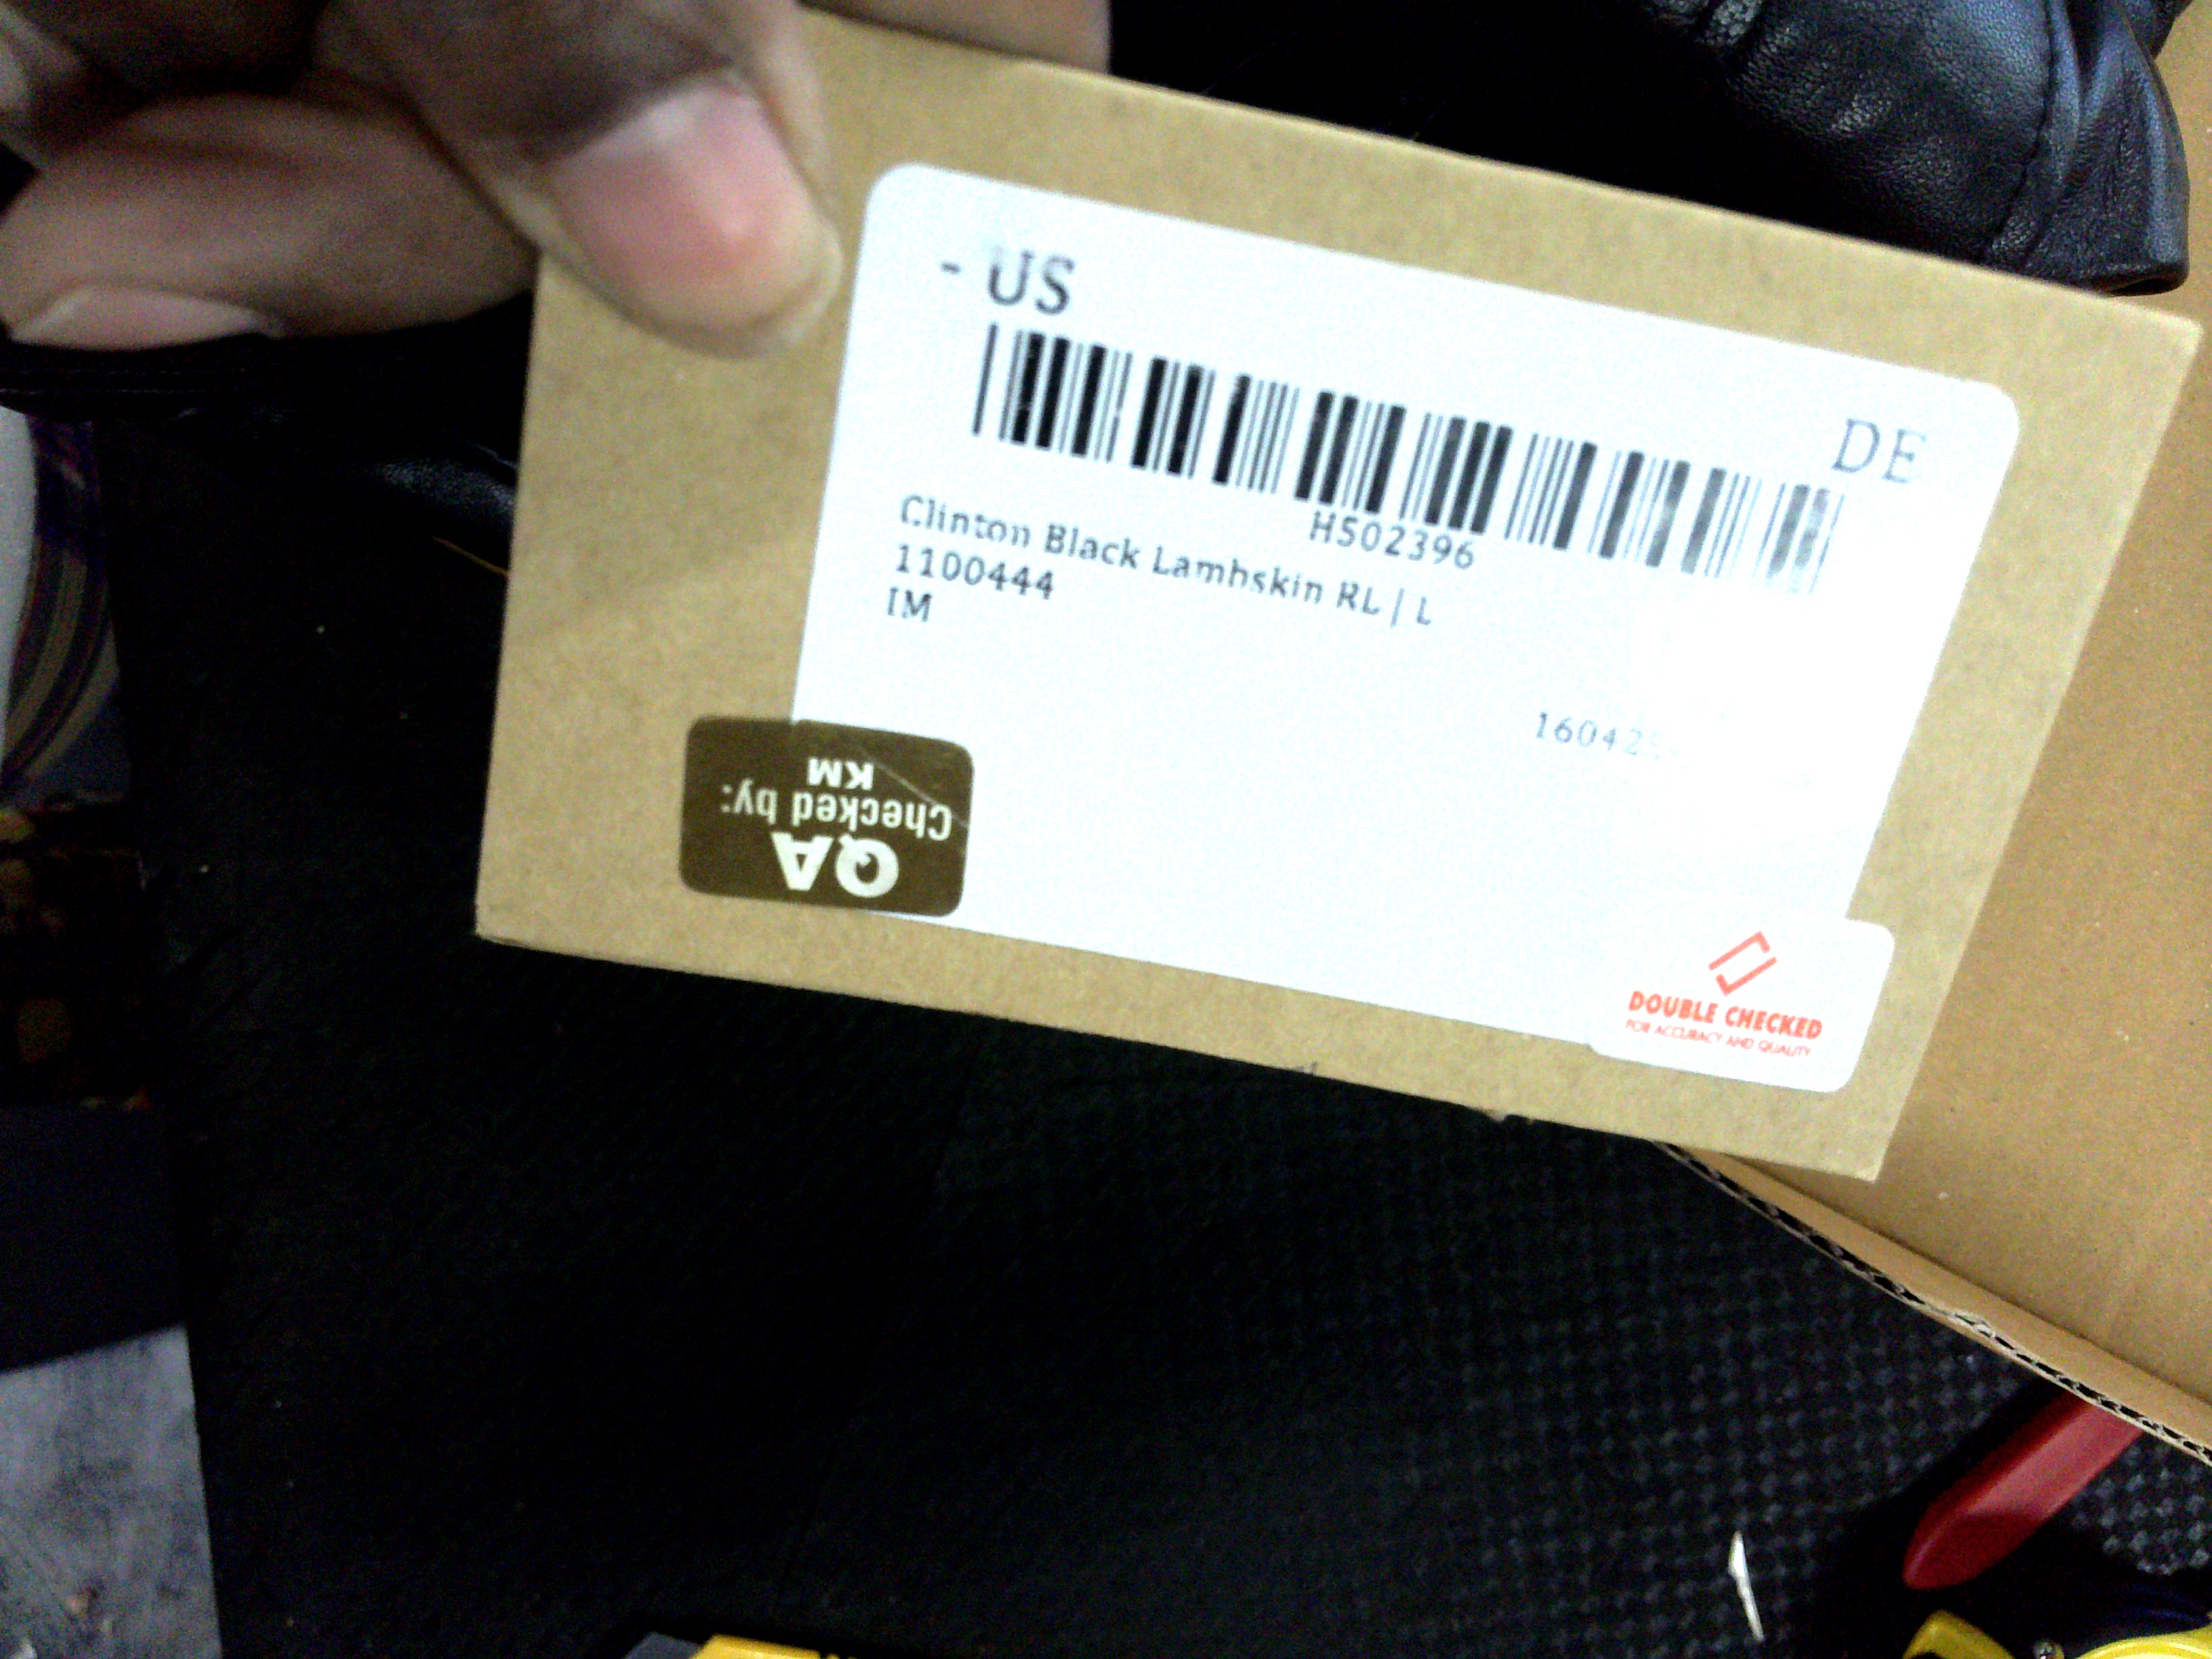 - US
DE
H502396
Clinton Black Lambskin RL | L
1100444
IM
QA
Checked by:
KM
DOUBLE CHECKED
FOR ACCURACY AND QUALITY